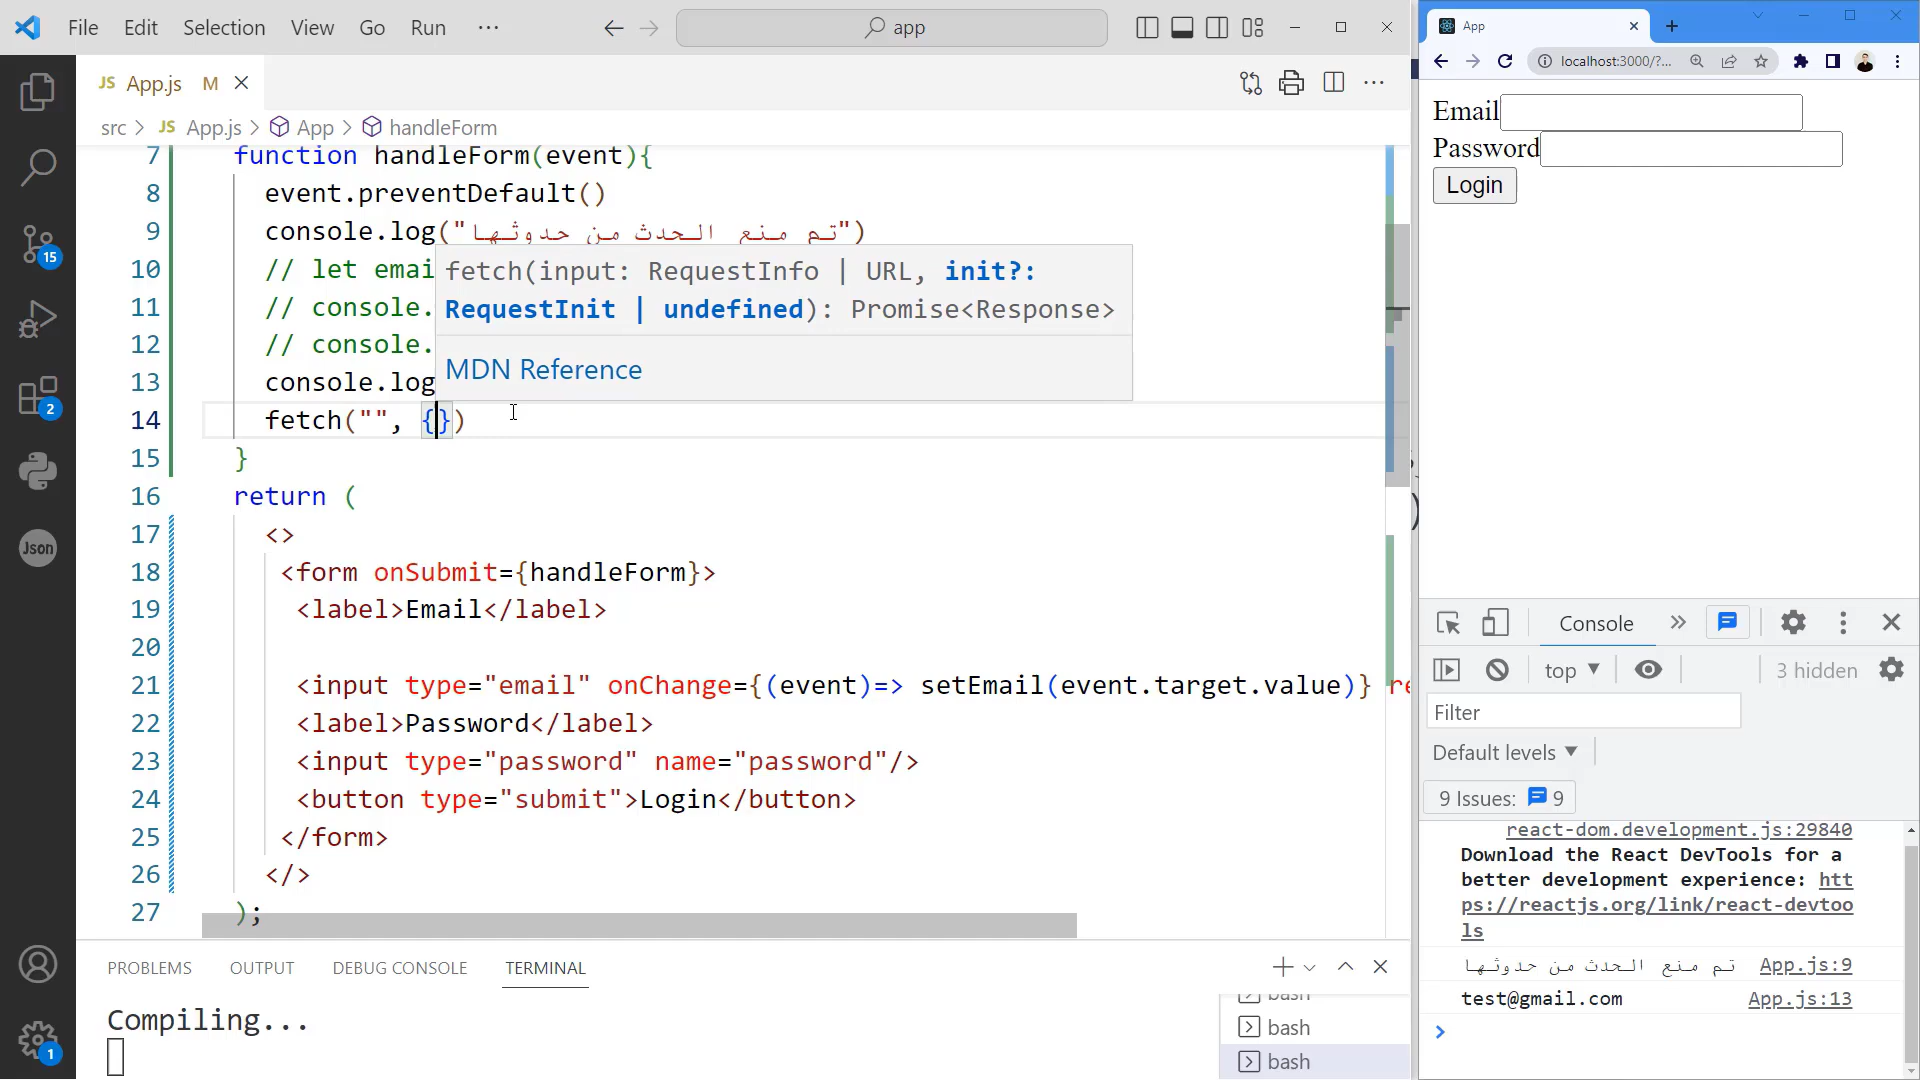 File Edit Selection View Go Run ··· app
JS App.js M
src > JS App.js > App > handleForm
7 function handleForm(event){
8 event.preventDefault()
9 console.log("تم منع الحدث من حدوثها")
10 // let emai
11 // console.
12 // console.
13 console.log
fetch(input: RequestInfo | URL, init?:
RequestInit | undefined): Promise<Response>
MDN Reference
14 fetch("", {})
15 }
16 return (
17 <>
18 <form onSubmit={handleForm}>
19 <label>Email</label>
20
21 <input type="email" onChange={(event)=> setEmail(event.target.value)} re
22 <label>Password</label>
23 <input type="password" name="password"/>
24 <button type="submit">Login</button>
25 </form>
26 </>
27 );
15
2
Json
1
PROBLEMS OUTPUT DEBUG CONSOLE TERMINAL
Compiling...
bash
bash
bash
App
localhost:3000/?...
Email
Password
Login
Console
top 3 hidden
Filter
Default levels
9 Issues: 9
react-dom.development.js:29840
Download the React DevTools for a
better development experience: htt
ps://reactjs.org/link/react-devtoo
ls
تم منع الحدث من حدوثها App.js:9
test@gmail.com App.js:13